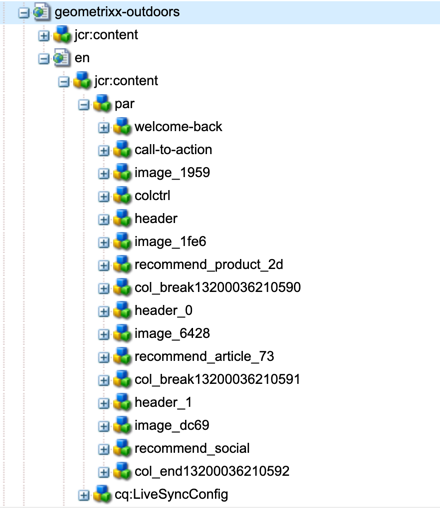 geometrixx-outdoors
jcr:content
en
jcr:content
par
welcome-back
call-to-action
image_1959
colctrl
header
image_1fe6
recommend_product_2d
col_break13200036210590
header_0
image_6428
recommend_article_73
col_break13200036210591
header_1
image_dc69
recommend_social
col_end13200036210592
cq:LiveSyncConfig